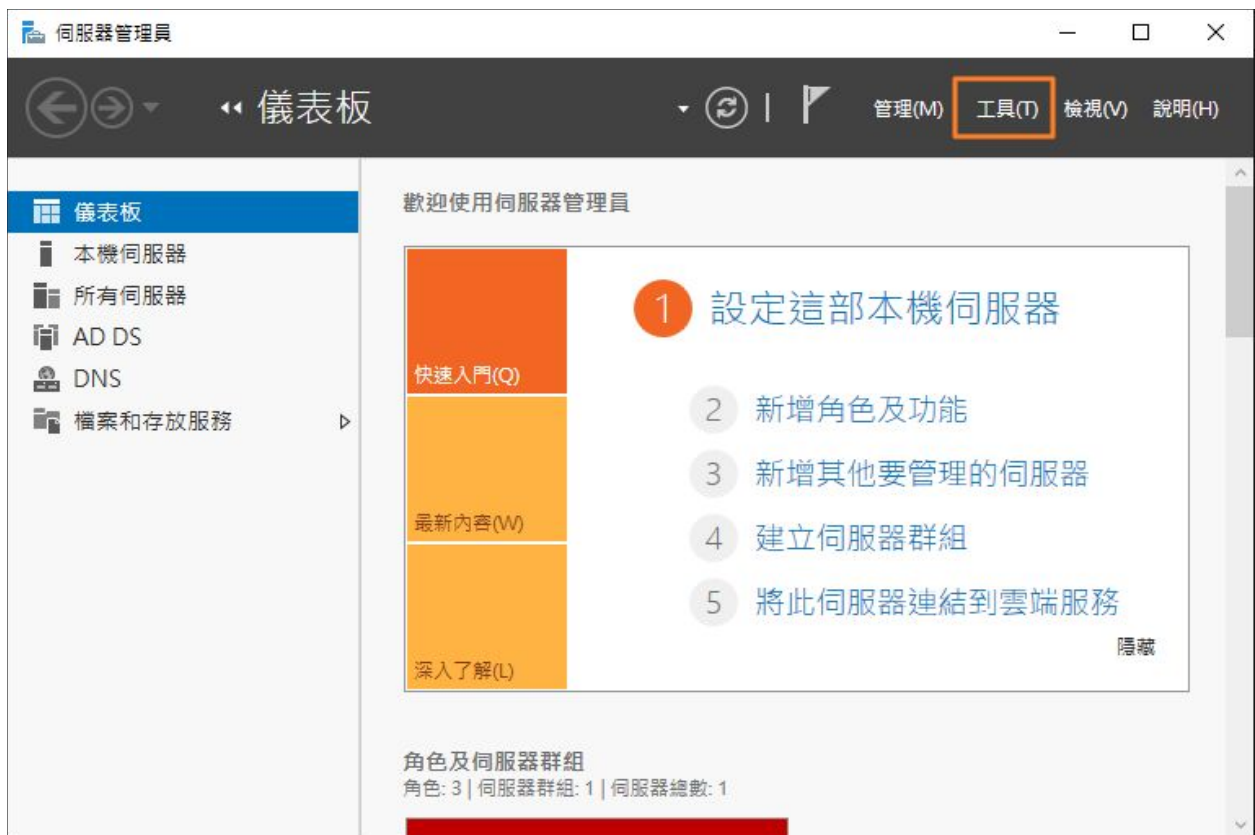 伺服器管理員
儀表板
管理(M) 工具(T) 檢視(V) 說明(H)
儀表板
本機伺服器
所有伺服器
AD DS
DNS
檔案和存放服務
歡迎使用伺服器管理員
快速入門(Q)
最新內容(W)
深入了解(L)
1 設定這部本機伺服器
2 新增角色及功能
3 新增其他要管理的伺服器
4 建立伺服器群組
5 將此伺服器連結到雲端服務
隱藏
角色及伺服器群組
角色: 3 | 伺服器群組: 1 | 伺服器總數: 1